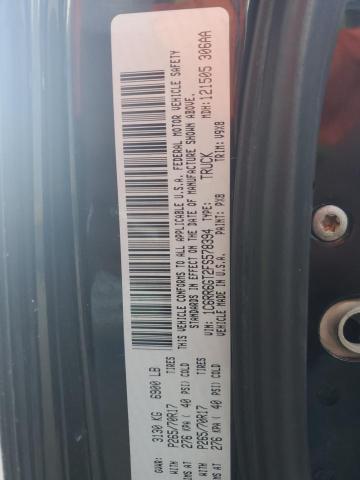 GVWR: 3130 KG 6900 LB
WITH TIRES
P265/70R17
276 KPA ( 40 PSI) COLD
WITH TIRES
P265/70R17
276 KPA ( 40 PSI) COLD
THIS VEHICLE CONFORMS TO ALL
APPLICABLE U.S.A. FEDERAL MOTOR VEHICLE SAFETY
STANDARDS IN EFFECT ON THE DATE OF MANUFACTURE SHOWN ABOVE.
VIN: 1C6RR6GT2FS578394 TYPE: TRUCK MDH: 121505 306AA
VEHICLE MADE IN U.S.A. PAINT: PXB TRIM: V9X8